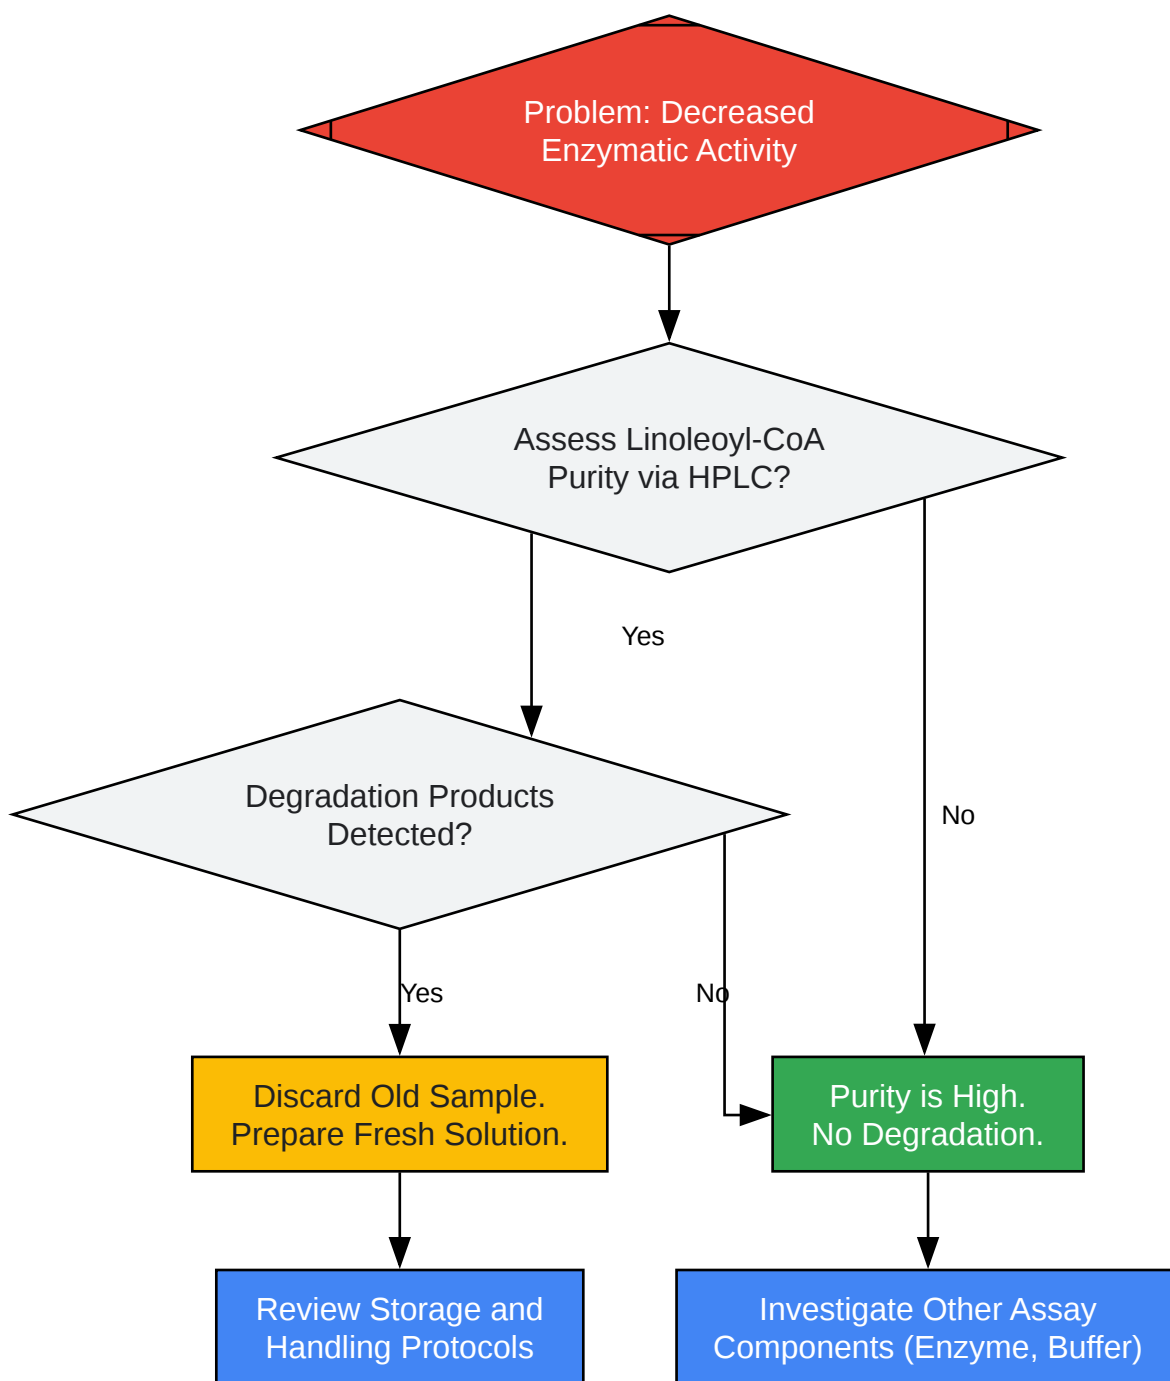 Problem: Decreased
Enzymatic Activity
Assess Linoleoyl-CoA
Purity via HPLC?
Yes
Degradation Products
Detected?
No
Yes
No
Discard Old Sample.
Prepare Fresh Solution.
Purity is High.
No Degradation.
Review Storage and
Handling Protocols
Investigate Other Assay
Components (Enzyme, Buffer)